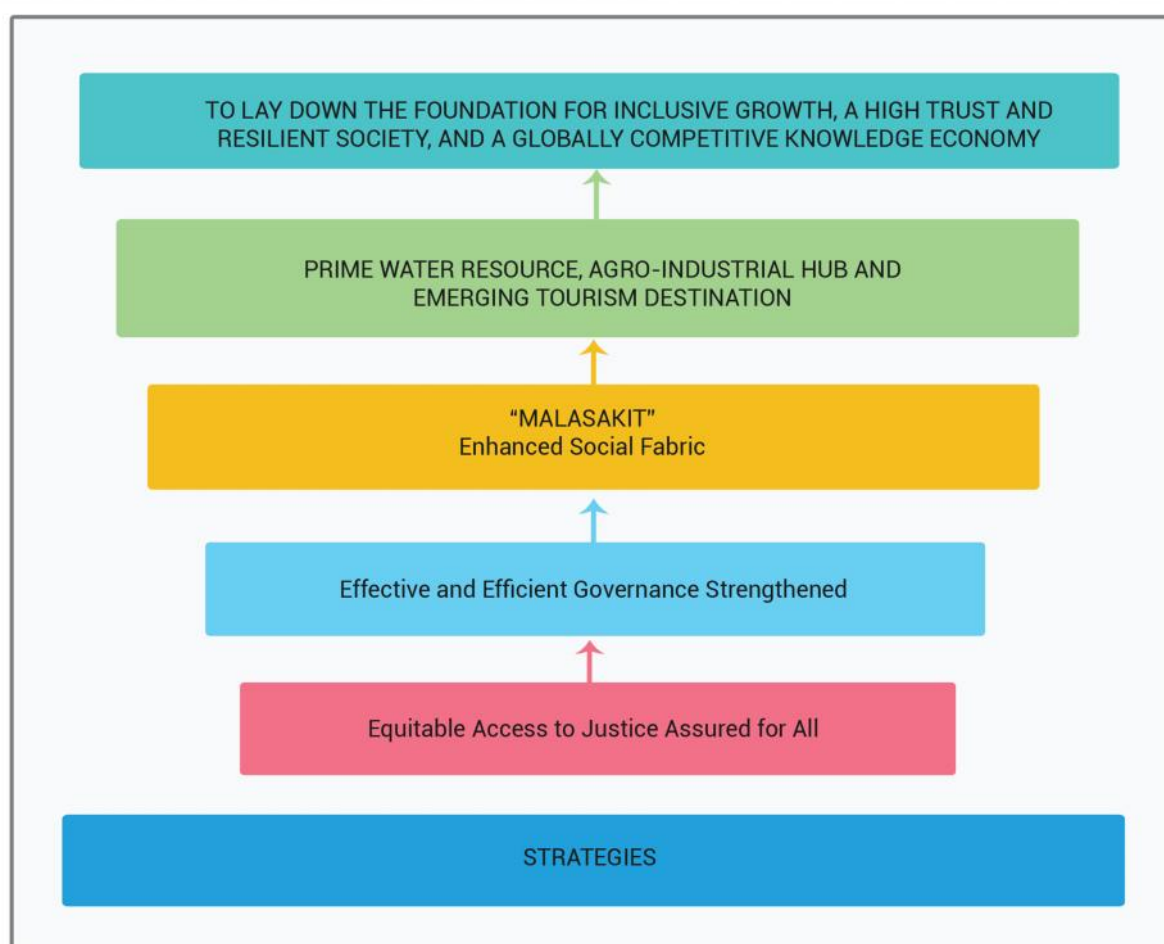 TO LAY DOWN THE FOUNDATION FOR INCLUSIVE GROWTH, A HIGH TRUST AND
RESILIENT SOCIETY, AND A GLOBALLY COMPETITIVE KNOWLEDGE ECONOMY
PRIME WATER RESOURCE, AGRO-INDUSTRIAL HUB AND
EMERGING TOURISM DESTINATION
“MALASAKIT”
Enhanced Social Fabric
Effective and Efficient Governance Strengthened
Equitable Access to Justice Assured for All
STRATEGIES